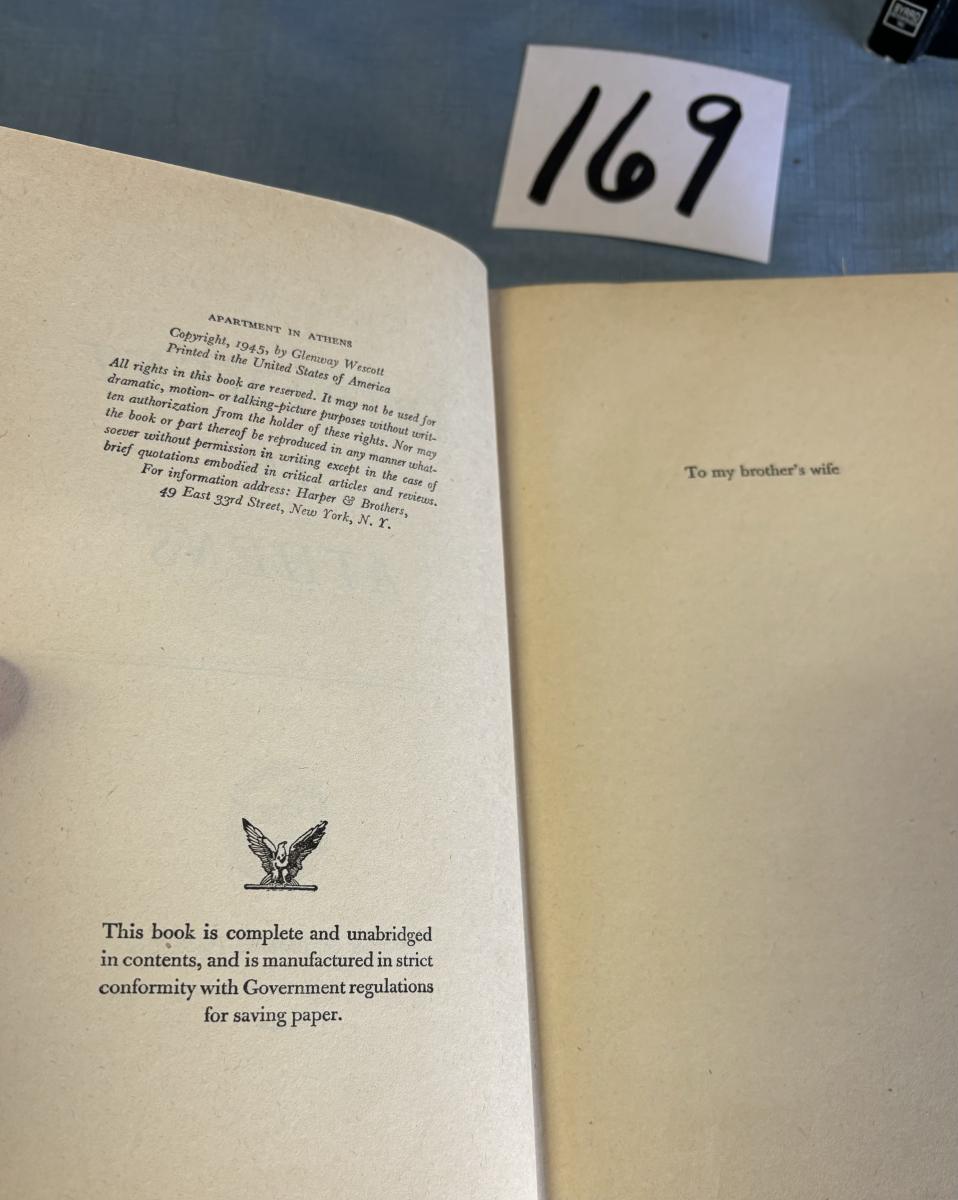 169
APARTMENT IN ATHENS
Copyright, 1945, by Glenway Wescott
Printed in the United States of America
All rights in this book are reserved. It may not be used for
dramatic, motion- or talking-picture purposes without writ-
ten authorization from the holder of these rights. Nor may
the book or part thereof be reproduced in any manner what-
soever without permission in writing except in the case of
brief quotations embodied in critical articles and reviews.
For information address: Harper & Brothers,
49 East 33rd Street, New York, N. Y.
ATHENS
This book is complete and unabridged
in contents, and is manufactured in strict
conformity with Government regulations
for saving paper.
To my brother's wife